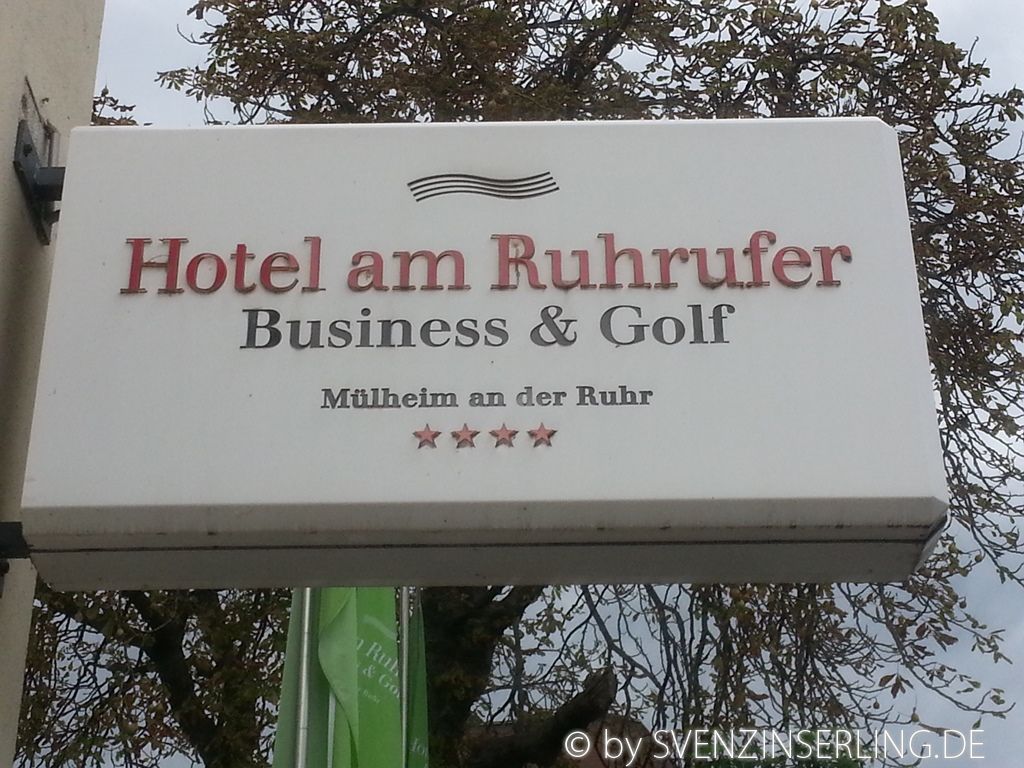 Hotel am Ruhrufer
Business & Golf
Mülheim an der Ruhr
© by SVENZINSERLING.DE